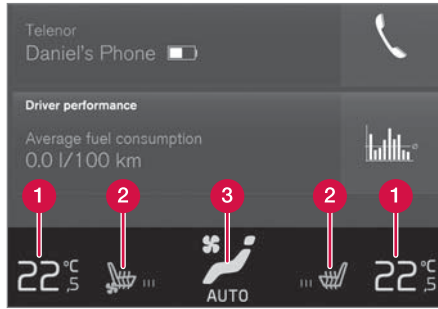 Telenor
Daniel's Phone
Driver performance
Average fuel consumption
0.0 l/100 km
1 2 3 2 1
22,5 °C 22,5 °C
AUTO